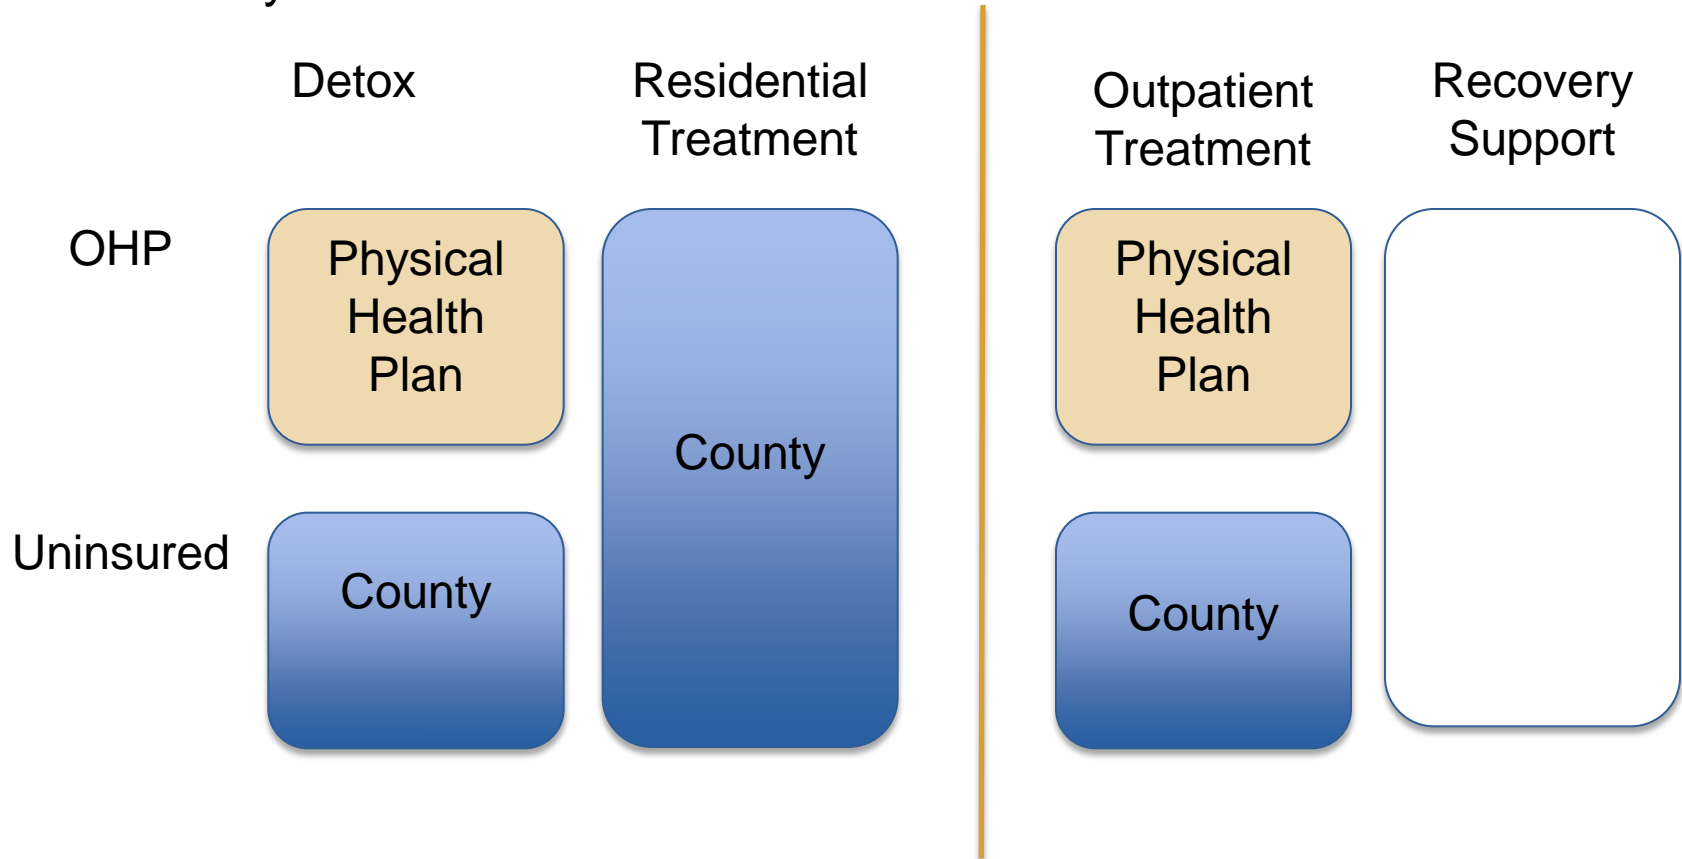 Detox
Residential
Treatment
Outpatient
Treatment
Recovery
Support
OHP
Physical
Health
Plan
Physical
Health
Plan
County
Uninsured
County
County